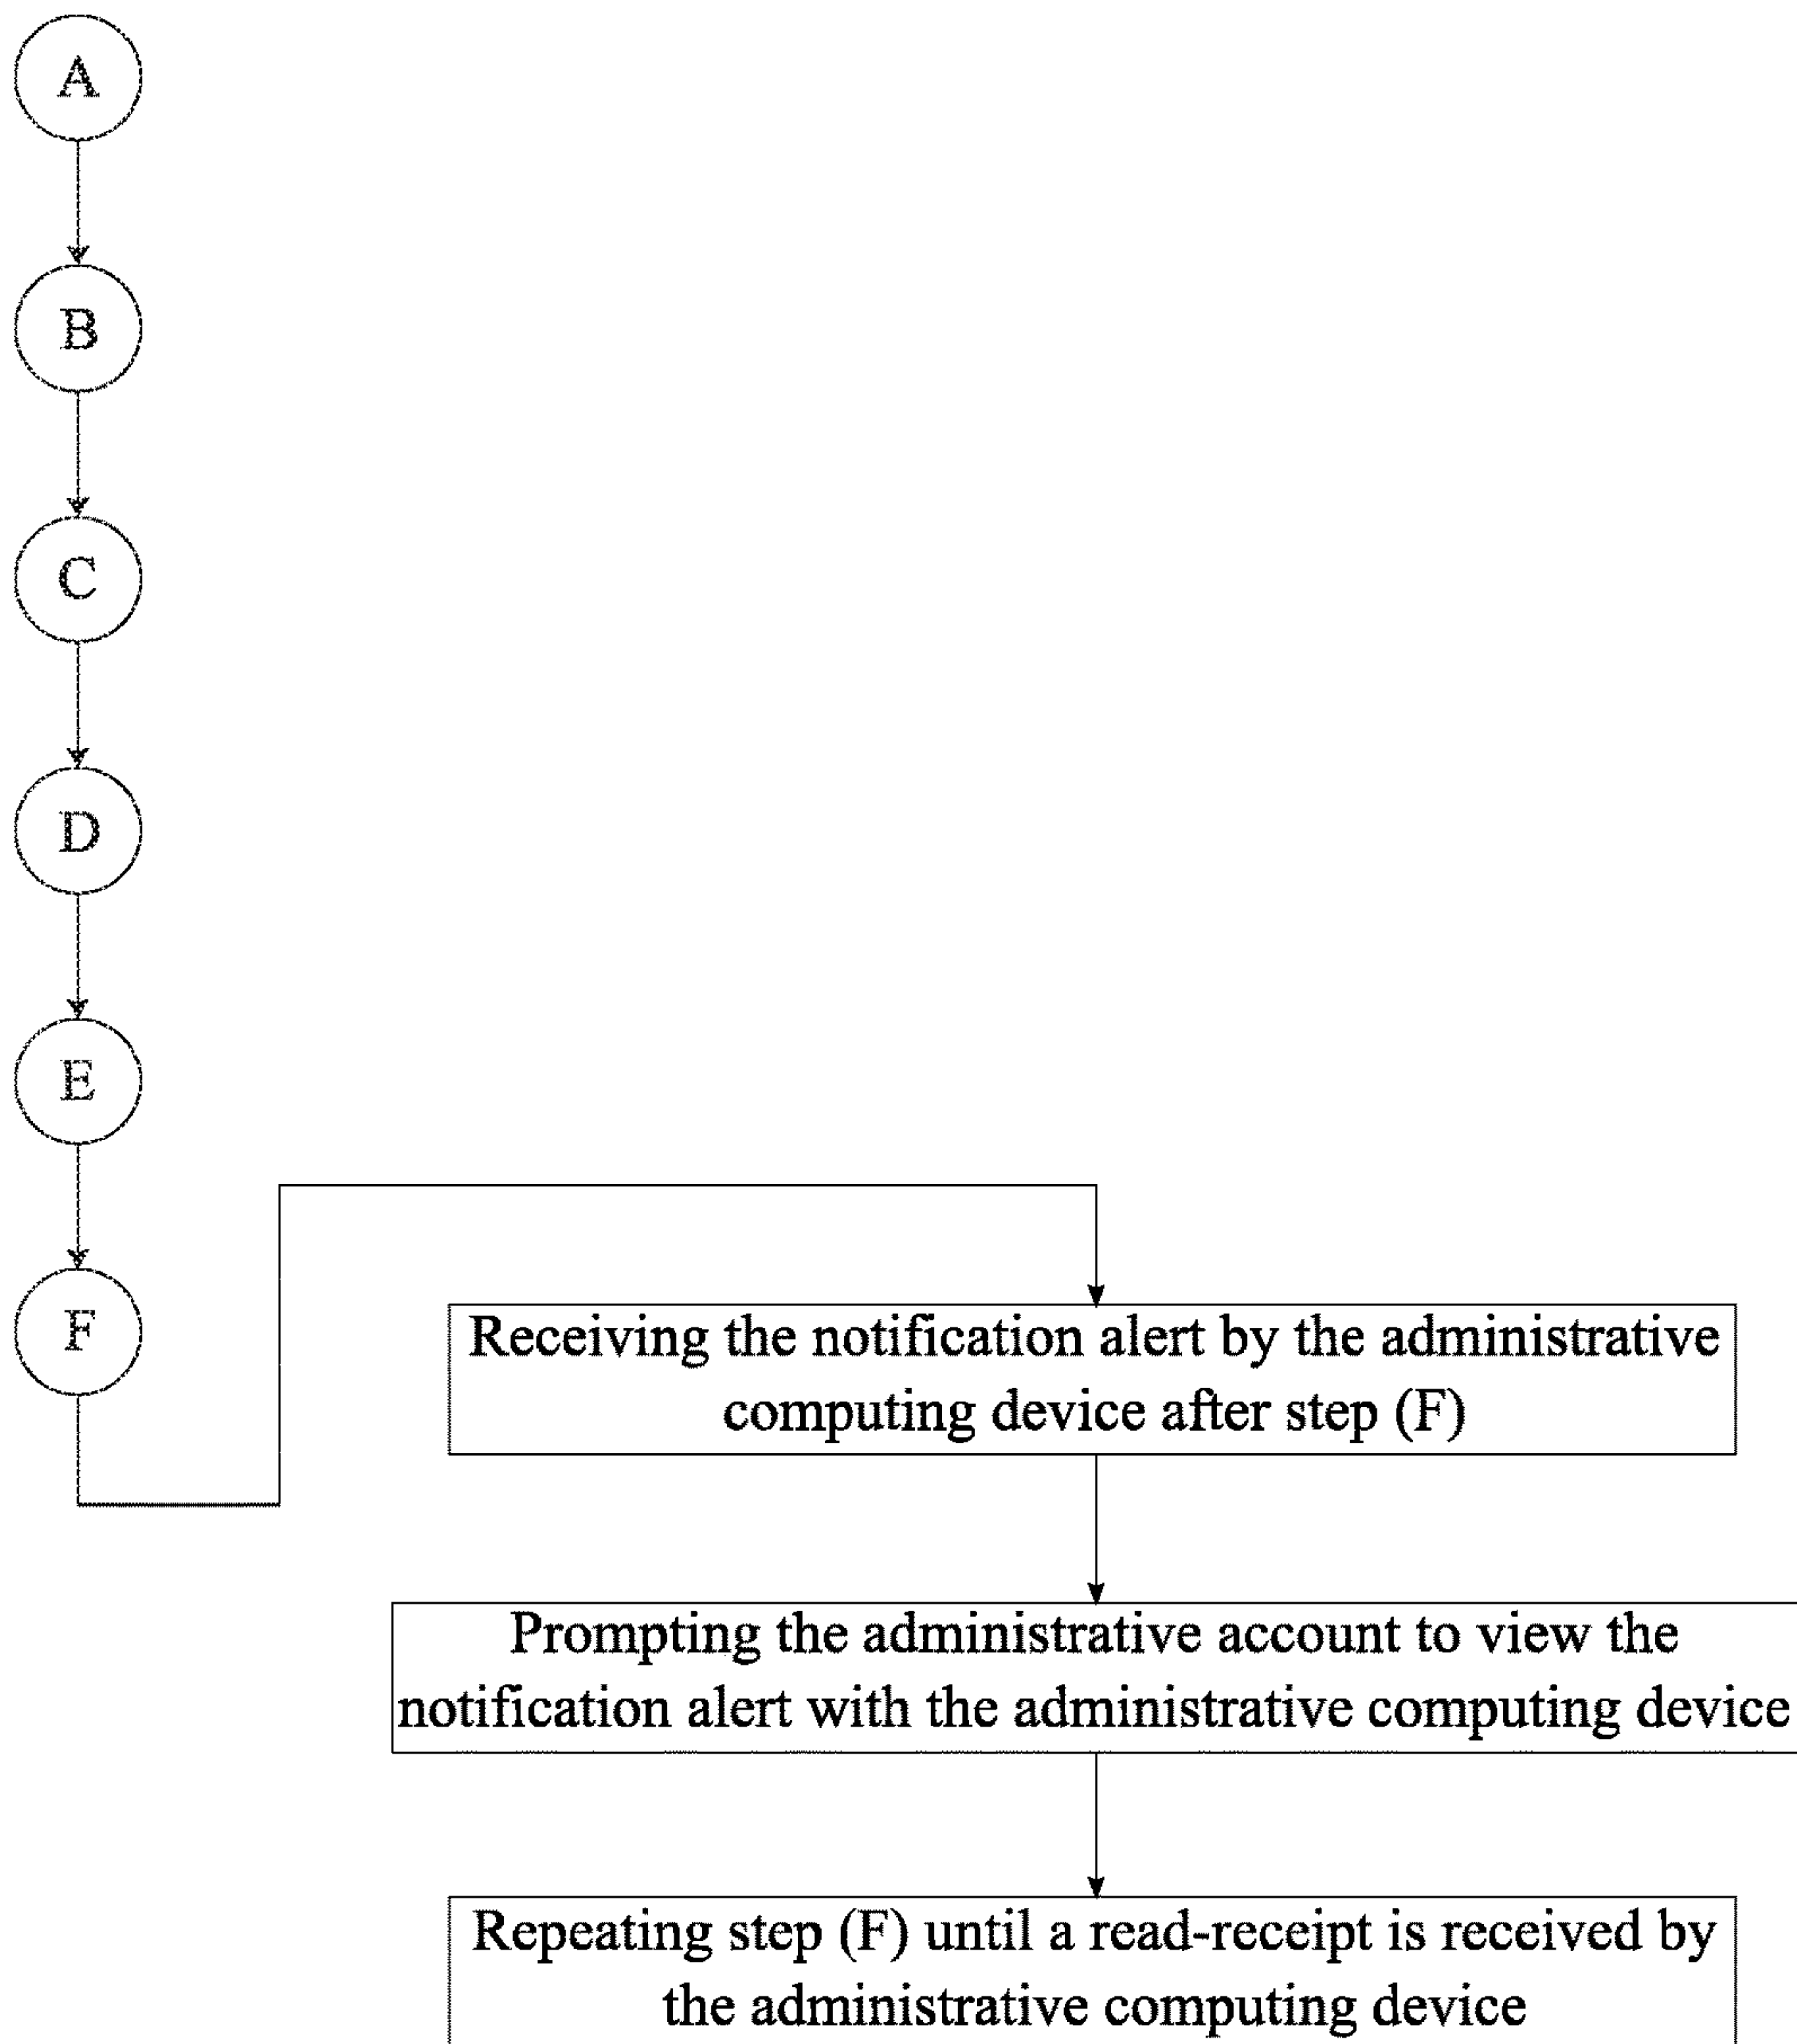 A
B
C
D
E
F
Receiving the notification alert by the administrative
computing device after step (F)
Prompting the administrative account to view the
notification alert with the administrative computing device
Repeating step (F) until a read-receipt is received by
the administrative computing device